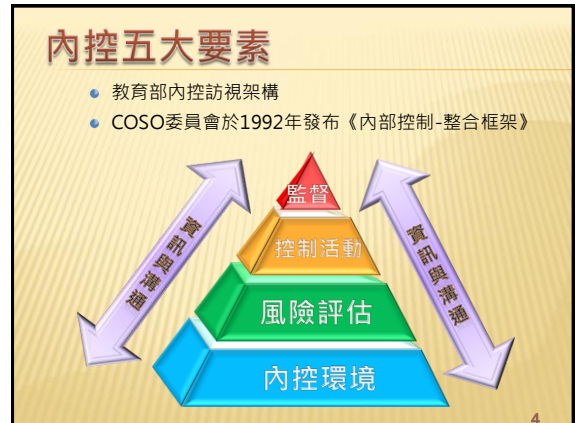 內控五大要素
教育部內控訪視架構
COSO委員會於1992年發布《內部控制-整合框架》
監督
控制活動
風險評估
內控環境
資訊與溝通
資訊與溝通
4